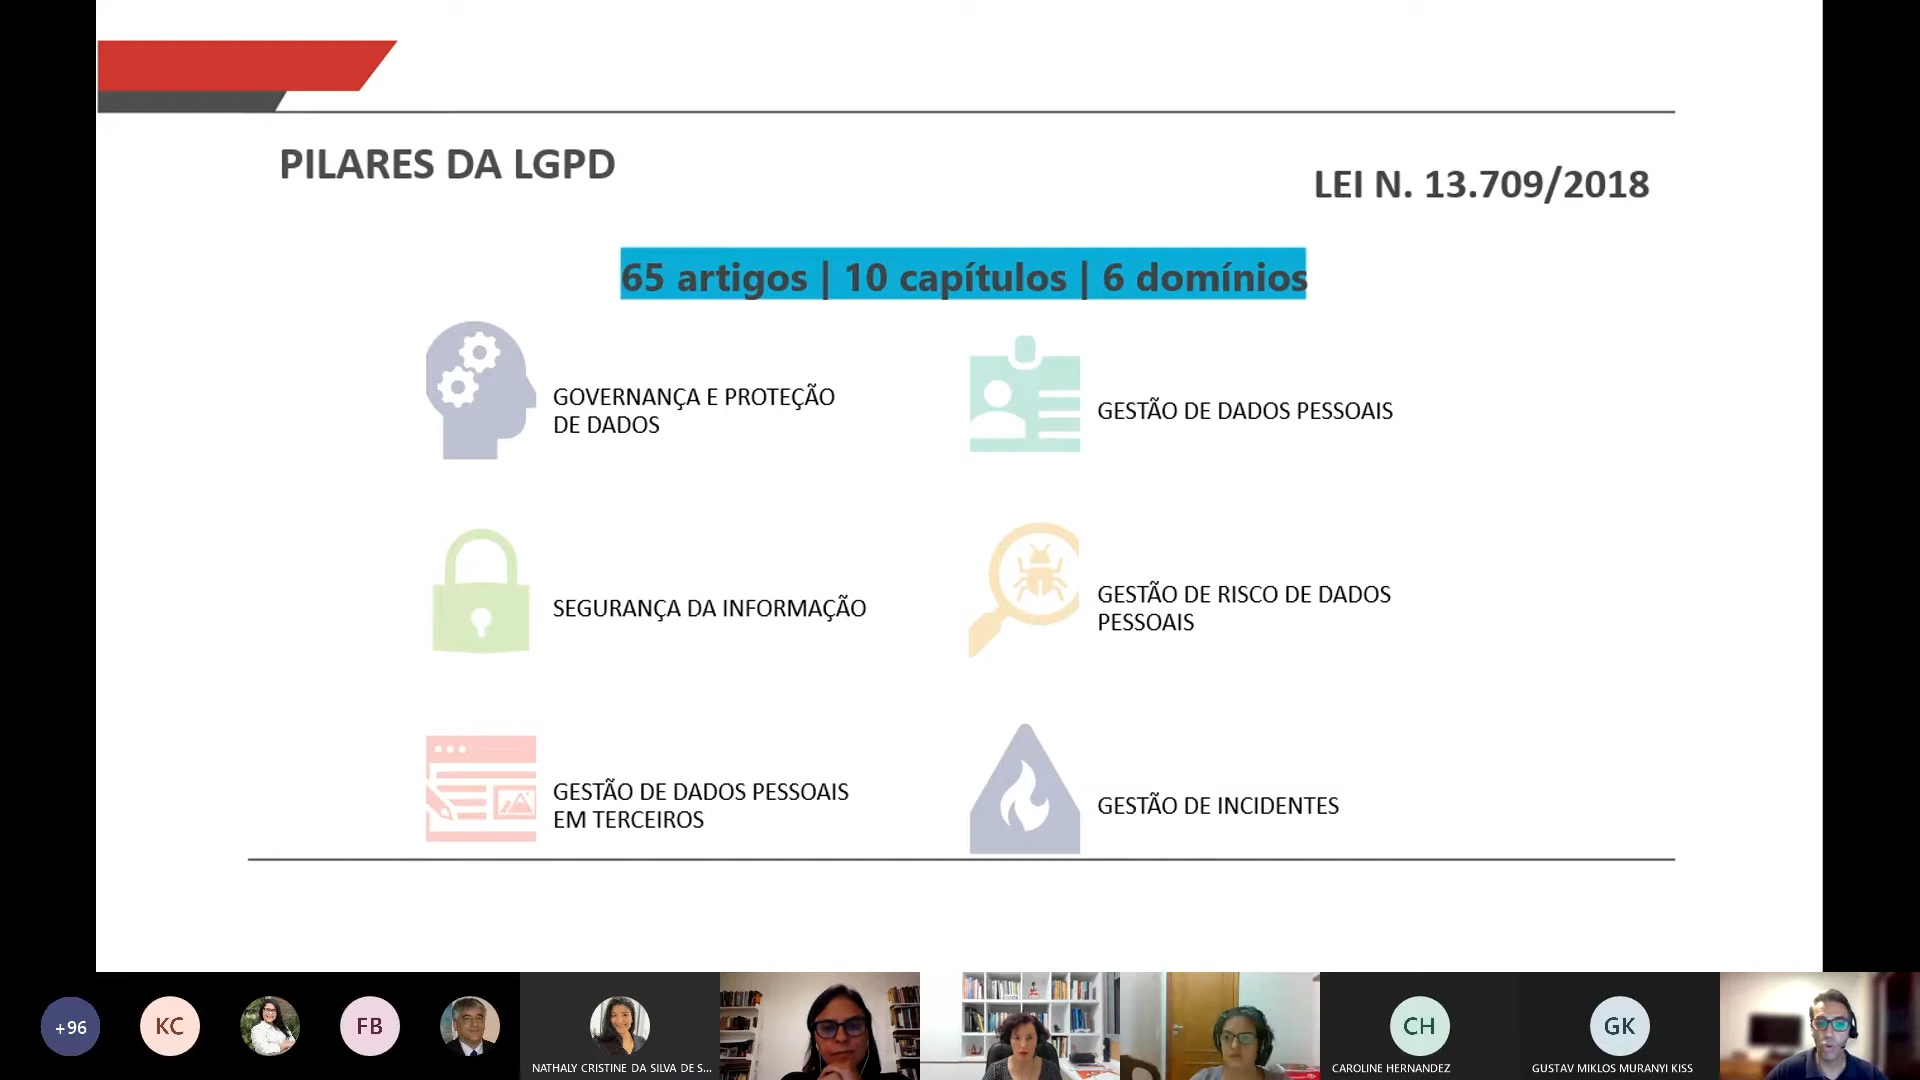 PILARES DA LGPD
LEI N. 13.709/2018
65 artigos | 10 capítulos | 6 domínios
GOVERNANÇA E PROTEÇÃO
DE DADOS
GESTÃO DE DADOS PESSOAIS
SEGURANÇA DA INFORMAÇÃO
GESTÃO DE RISCO DE DADOS
PESSOAIS
GESTÃO DE DADOS PESSOAIS
EM TERCEIROS
GESTÃO DE INCIDENTES
+96
KC
FB
NATHALY CRISTINE DA SILVA DE S...
CH
CAROLINE HERNANDEZ
GK
GUSTAV MIKLOS MURANYI KISS